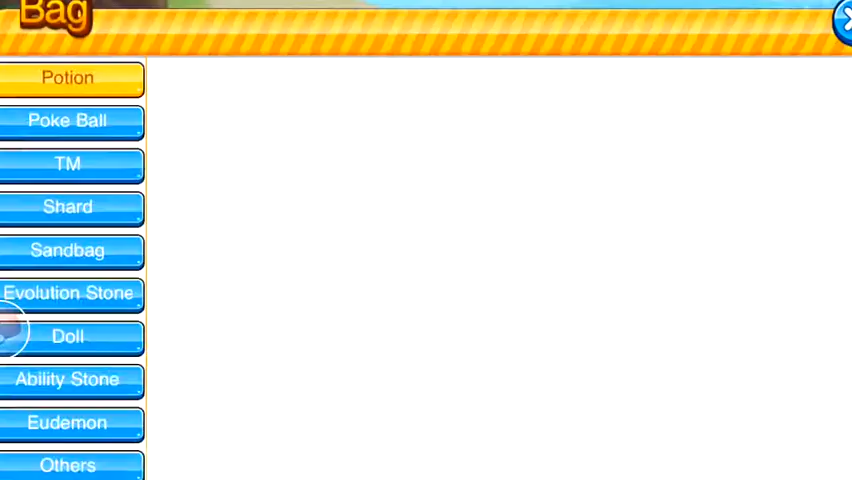 Bag
Potion
Poke Ball
TM
Shard
Sandbag
Evolution Stone
Doll
Ability Stone
Eudemon
Others